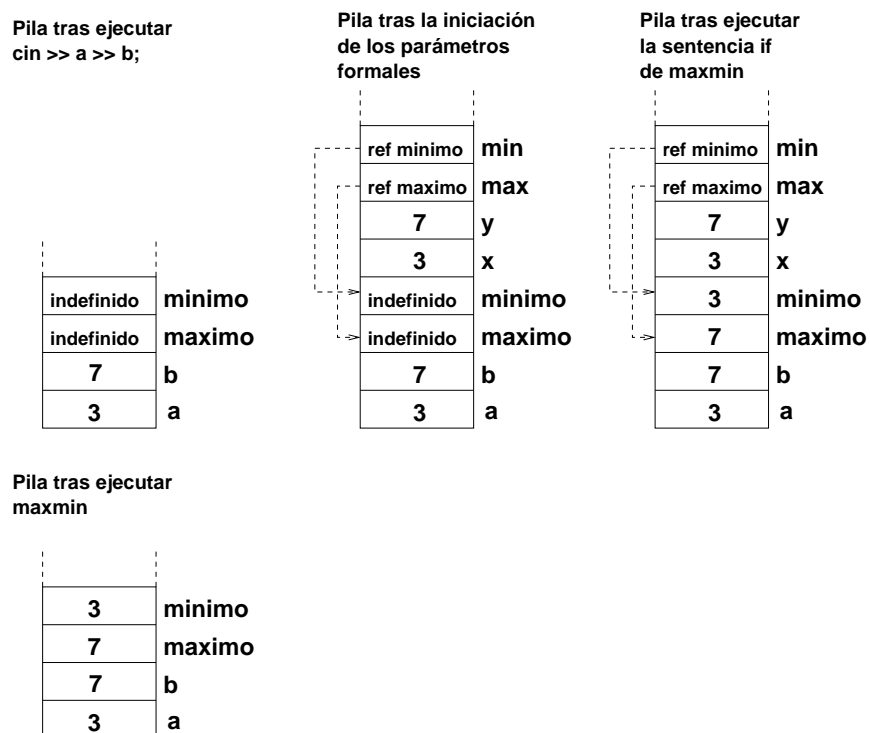 Pila tras ejecutar
cin >> a >> b;
indefinido minimo
indefinido maximo
7 b
3 a
Pila tras la iniciación
de los parámetros
formales
ref minimo min
ref maximo max
7 y
3 x
indefinido minimo
indefinido maximo
7 b
3 a
Pila tras ejecutar
la sentencia if
de maxmin
ref minimo min
ref maximo max
7 y
3 x
3 minimo
7 maximo
7 b
3 a
Pila tras ejecutar
maxmin
3 minimo
7 maximo
7 b
3 a